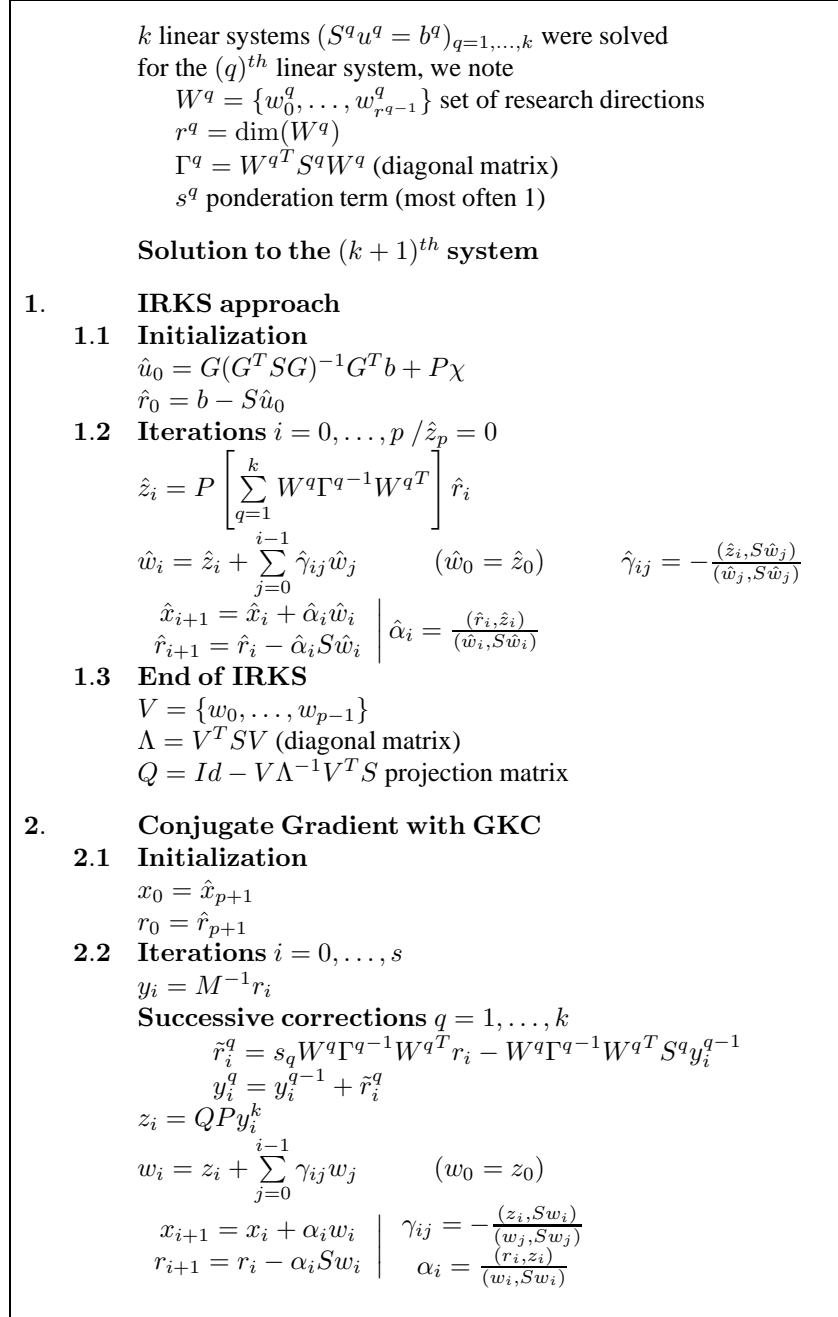 k linear systems (S^q u^q = b^q)_{q=1,...,k} were solved
for the (q)^{th} linear system, we note
W^q = {w_0^q, . . . , w_{r^{q-1}}^q} set of research directions
r^q = dim(W^q)
Γ^q = W^{qT} S^q W^q (diagonal matrix)
s^q ponderation term (most often 1)
Solution to the (k + 1)^{th} system
1. IRKS approach
1.1 Initialization
û_0 = G(G^T SG)^{-1} G^T b + Pχ
r̂_0 = b − Sû_0
1.2 Iterations i = 0, . . . , p /ẑ_p = 0
ẑ_i = P [ ∑_{q=1}^{k} W^q Γ^{q-1} W^{qT} ] r̂_i
ŵ_i = ẑ_i + ∑_{j=0}^{i-1} γ̂_{ij} ŵ_j (ŵ_0 = ẑ_0) γ̂_{ij} = − (ẑ_i, Sŵ_j) / (ŵ_j, Sŵ_j)
x̂_{i+1} = x̂_i + α̂_i ŵ_i
r̂_{i+1} = r̂_i − α̂_i Sŵ_i | α̂_i = (r̂_i, ẑ_i) / (ŵ_i, Sŵ_i)
1.3 End of IRKS
V = {w_0, . . . , w_{p-1}}
Λ = V^T SV (diagonal matrix)
Q = Id − VΛ^{-1} V^T S projection matrix
2. Conjugate Gradient with GKC
2.1 Initialization
x_0 = x̂_{p+1}
r_0 = r̂_{p+1}
2.2 Iterations i = 0, . . . , s
y_i = M^{-1} r_i
Successive corrections q = 1, . . . , k
r̃_i^q = s_q W^q Γ^{q-1} W^{qT} r_i − W^q Γ^{q-1} W^{qT} S^q y_i^{q-1}
y_i^q = y_i^{q-1} + r̃_i^q
z_i = QP y_i^k
w_i = z_i + ∑_{j=0}^{i-1} γ_{ij} w_j (w_0 = z_0)
x_{i+1} = x_i + α_i w_i | γ_{ij} = − (z_i, Sw_i) / (w_j, Sw_j)
r_{i+1} = r_i − α_i Sw_i | α_i = (r_i, z_i) / (w_i, Sw_i)